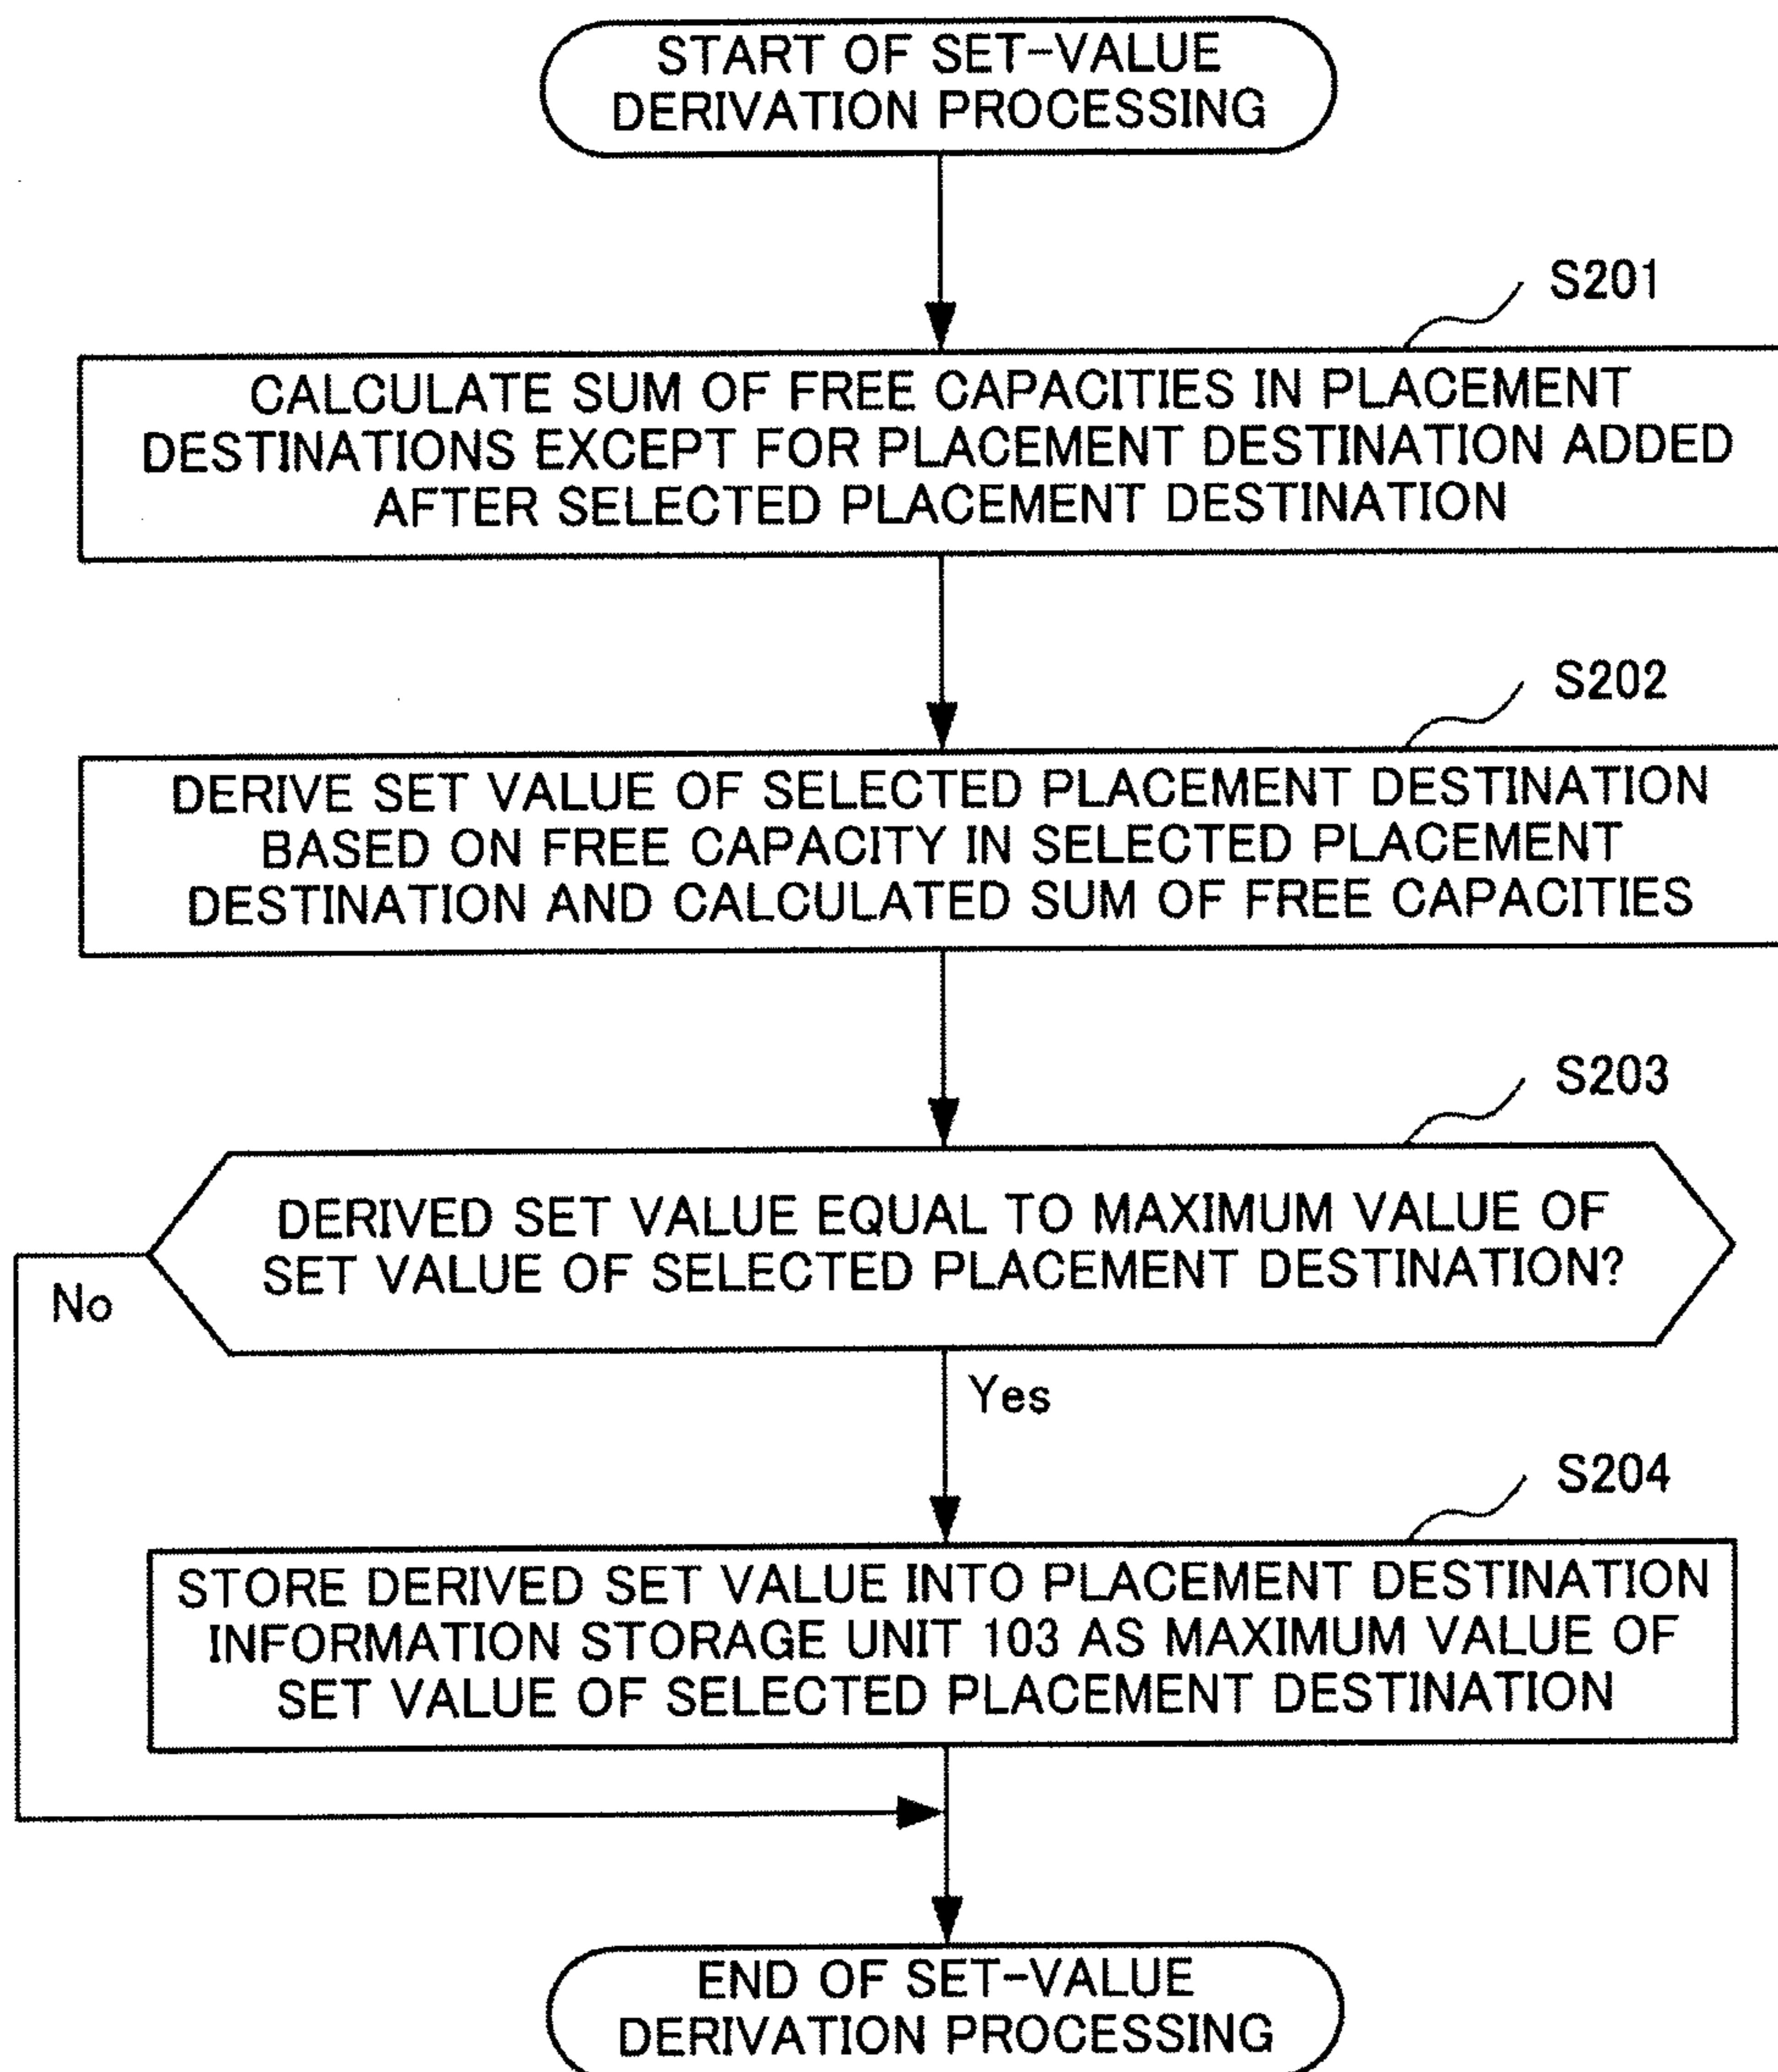 START OF SET-VALUE
DERIVATION PROCESSING
S201
CALCULATE SUM OF FREE CAPACITIES IN PLACEMENT
DESTINATIONS EXCEPT FOR PLACEMENT DESTINATION ADDED
AFTER SELECTED PLACEMENT DESTINATION
S202
DERIVE SET VALUE OF SELECTED PLACEMENT DESTINATION
BASED ON FREE CAPACITY IN SELECTED PLACEMENT
DESTINATION AND CALCULATED SUM OF FREE CAPACITIES
S203
DERIVED SET VALUE EQUAL TO MAXIMUM VALUE OF
SET VALUE OF SELECTED PLACEMENT DESTINATION?
No
Yes
S204
STORE DERIVED SET VALUE INTO PLACEMENT DESTINATION
INFORMATION STORAGE UNIT 103 AS MAXIMUM VALUE OF
SET VALUE OF SELECTED PLACEMENT DESTINATION
END OF SET-VALUE
DERIVATION PROCESSING